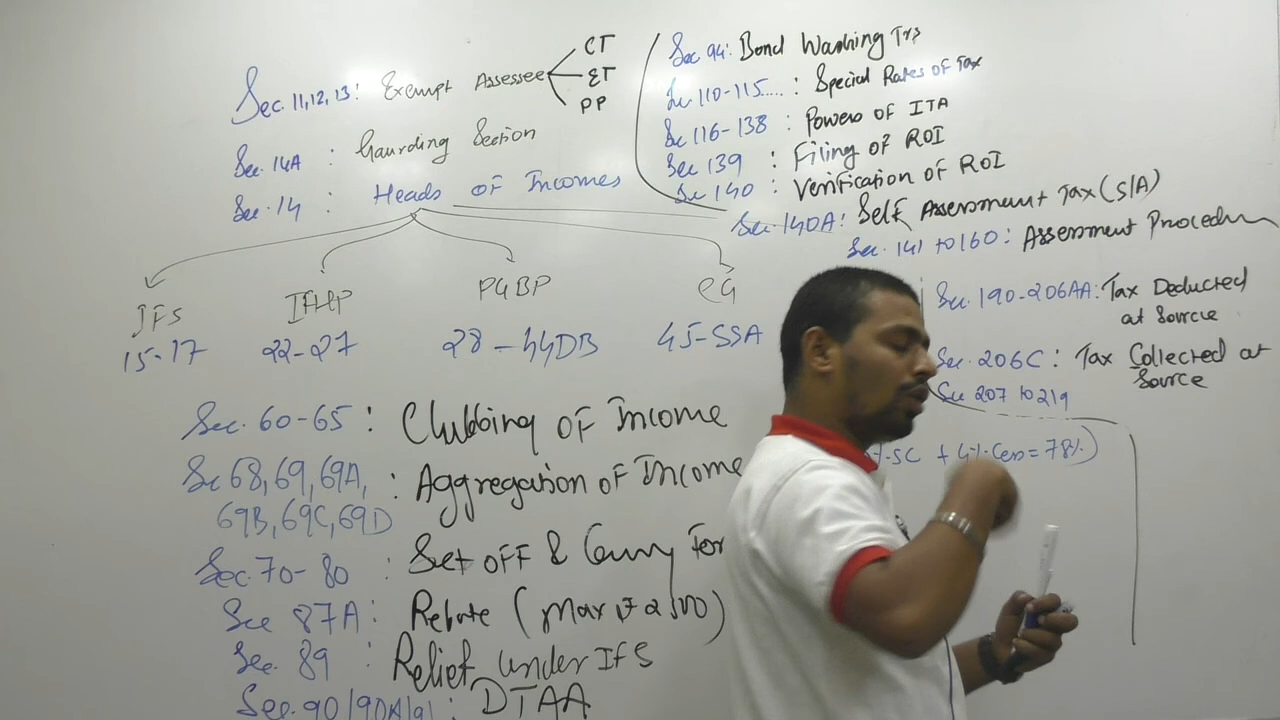 Sec. 11,12,13 : Exempt Assessee
CT
ET
PP
Sec. 14A : Gaurding Section
Sec. 14 : Heads of Incomes
IFS
15-17
IFHP
22-27
PGBP
28-44DB
CG
45-55A
Sec. 60-65 : Clubbing of Income
Sec 68, 69, 69A, 69B, 69C, 69D : Aggregation of Income
Sec. 70-80 : Set off & Carry For
Sec 87A : Rebate (Max ₹ 2500)
Sec. 89 : Relief under IFS
Sec. 90/90A/91 : DTAA
Sec 94 : Bond Washing Trs
Sec 110-115..... : Special Rates of Tax
Sec 116-138 : Powers of ITA
Sec 139 : Filing of ROI
Sec 140 : Verification of ROI
Sec. 140A : Self Assessment Tax (S/A)
Sec. 141 to 160 : Assessment Procedu
Sec. 190-206AA : Tax Deducted
at Source
Sec. 206C : Tax Collected at
Source
Sec 207 to 219
%.SC + 4%.Cess = 78%)